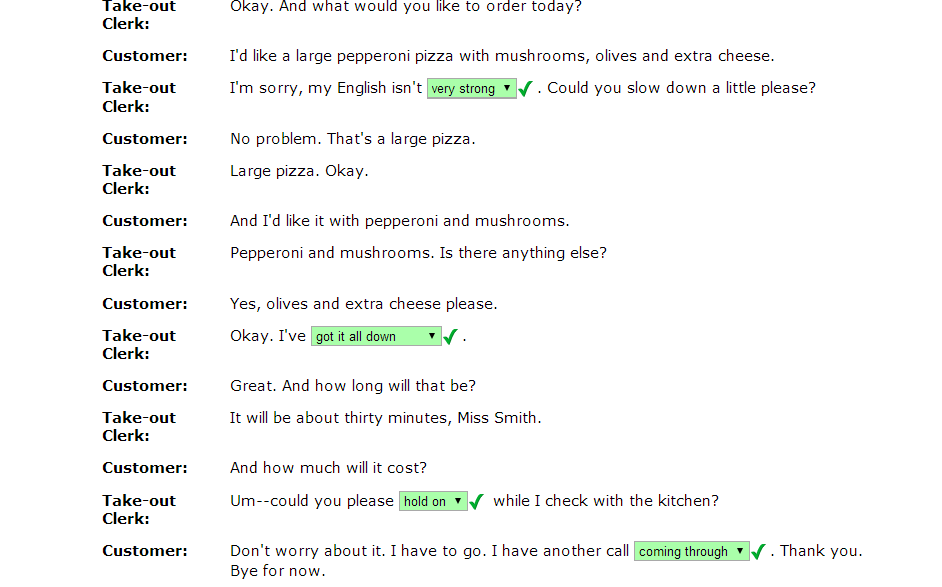 Take-out Okay. And what would you like to order today?
Clerk:
Customer: I'd like a large pepperoni pizza with mushrooms, olives and extra cheese.
Take-out I'm sorry, my English isn't very strong . Could you slow down a little please?
Clerk:
Customer: No problem. That's a large pizza.
Take-out Large pizza. Okay.
Clerk:
Customer: And I'd like it with pepperoni and mushrooms.
Take-out Pepperoni and mushrooms. Is there anything else?
Clerk:
Customer: Yes, olives and extra cheese please.
Take-out Okay. I've got it all down .
Clerk:
Customer: Great. And how long will that be?
Take-out It will be about thirty minutes, Miss Smith.
Clerk:
Customer: And how much will it cost?
Take-out Um--could you please hold on while I check with the kitchen?
Clerk:
Customer: Don't worry about it. I have to go. I have another call coming through . Thank you.
Bye for now.